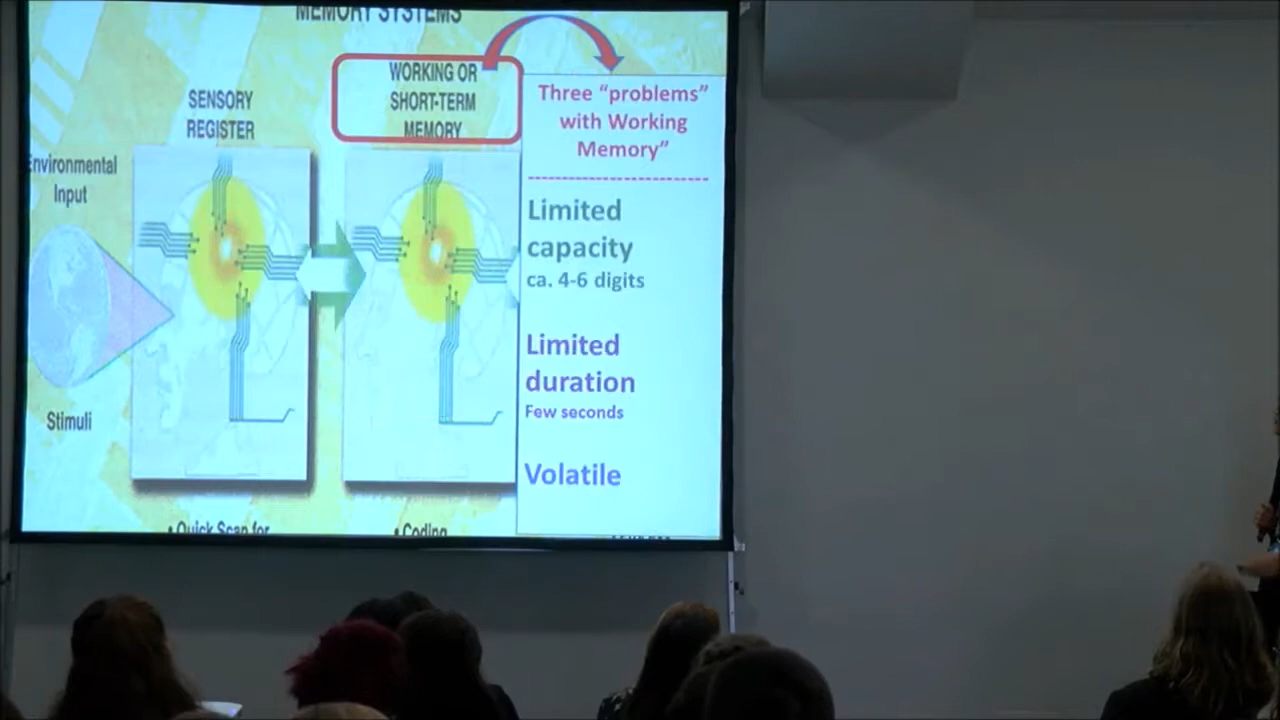 MEMORY SYSTEMS
SENSORY
REGISTER
WORKING OR
SHORT-TERM
MEMORY
Environmental
Input
Stimuli
Three “problems”
with Working
Memory”
Limited
capacity
ca. 4-6 digits
Limited
duration
Few seconds
Volatile
• Quick Scan for
• Coding